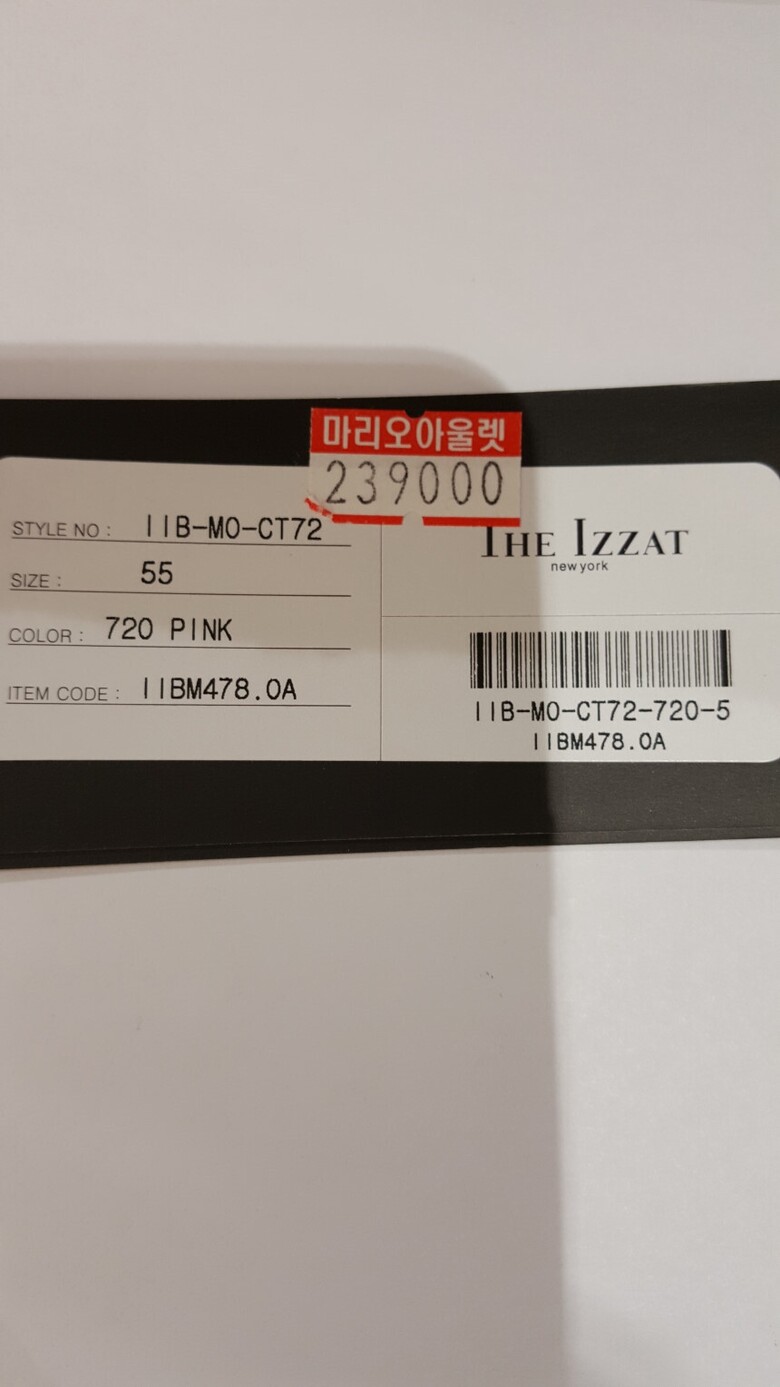 마리오아울렛
239000
STYLE NO : IIB-MO-CT72
SIZE : 55
COLOR : 720 PINK
ITEM CODE : IIBM478.0A
THE IZZAT
new york
IIB-MO-CT72-720-5
IIBM478.0A